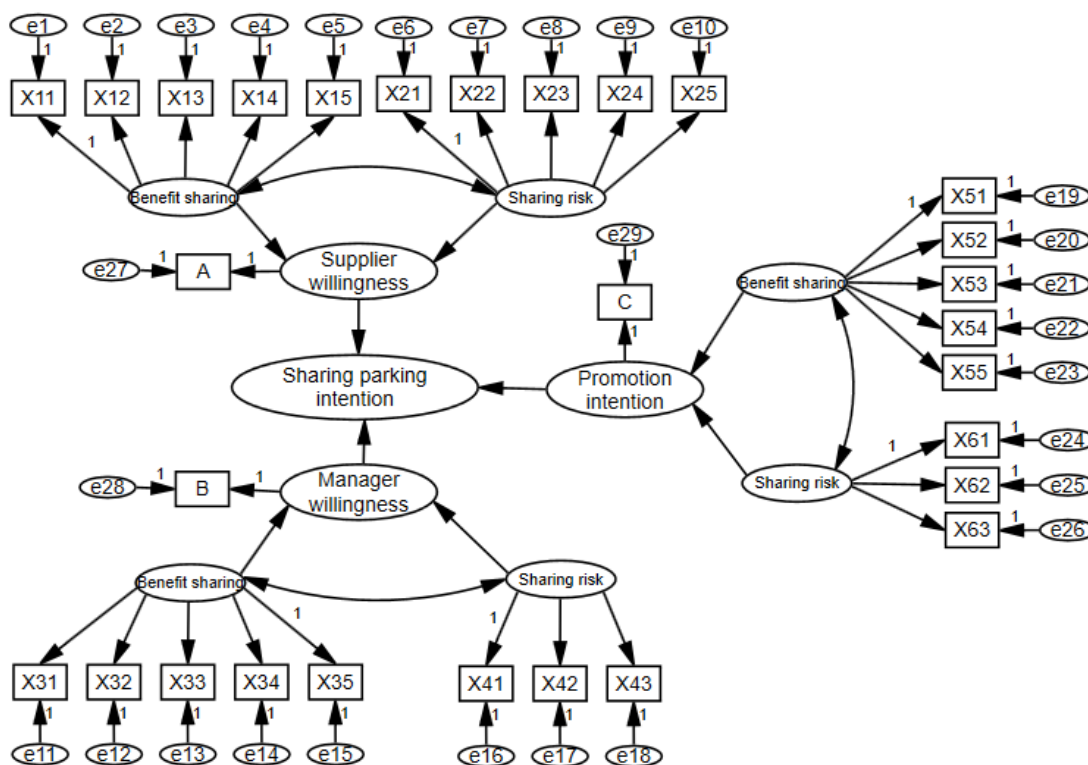 e1 e2 e3 e4 e5 e6 e7 e8 e9 e10
1 1 1 1 1 1 1 1 1 1
X11 X12 X13 X14 X15 X21 X22 X23 X24 X25
1 1
Benefit sharing Sharing risk
e27 1 A 1 Supplier
willingness
e29
1
C
1
Benefit sharing
1 X51 1 e19
X52 1 e20
X53 1 e21
X54 1 e22
X55 1 e23
Sharing parking
intention
Promotion
intention
Sharing risk
1 X61 1 e24
X62 1 e25
X63 1 e26
e28 1 B 1 Manager
willingness
Benefit sharing Sharing risk
1 1
X31 X32 X33 X34 X35 X41 X42 X43
1 1 1 1 1 1 1 1
e11 e12 e13 e14 e15 e16 e17 e18